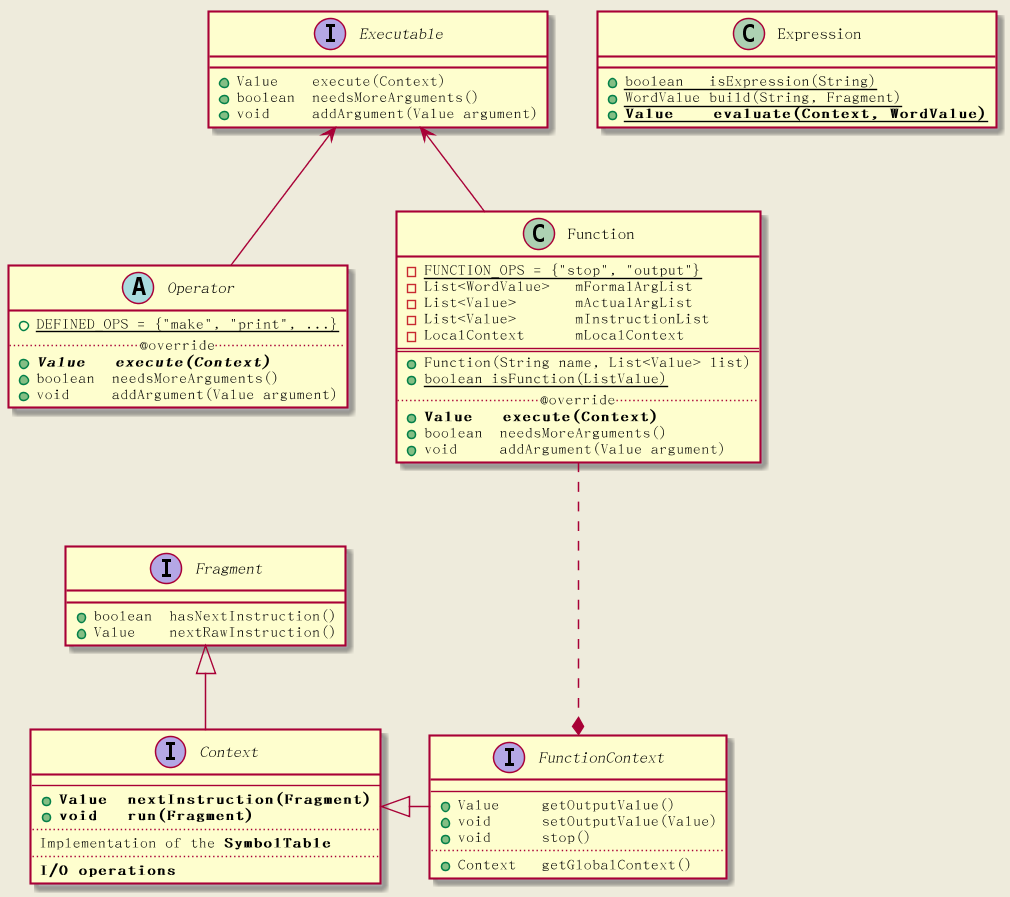 I Executable
Value execute(Context)
boolean needsMoreArguments()
void addArgument(Value argument)
C Expression
boolean isExpression(String)
WordValue build(String, Fragment)
Value evaluate(Context, WordValue)
A Operator
DEFINED_OPS = {"make", "print", ...}
@override
Value execute(Context)
boolean needsMoreArguments()
void addArgument(Value argument)
C Function
FUNCTION_OPS = {"stop", "output"}
List<WordValue> mFormalArgList
List<Value> mActualArgList
List<Value> mInstructionList
LocalContext mLocalContext
Function(String name, List<Value> list)
boolean isFunction(ListValue)
@override
Value execute(Context)
boolean needsMoreArguments()
void addArgument(Value argument)
I Fragment
boolean hasNextInstruction()
Value nextRawInstruction()
I Context
Value nextInstruction(Fragment)
void run(Fragment)
Implementation of the SymbolTable
I/O operations
I FunctionContext
Value getOutputValue()
void setOutputValue(Value)
void stop()
Context getGlobalContext()